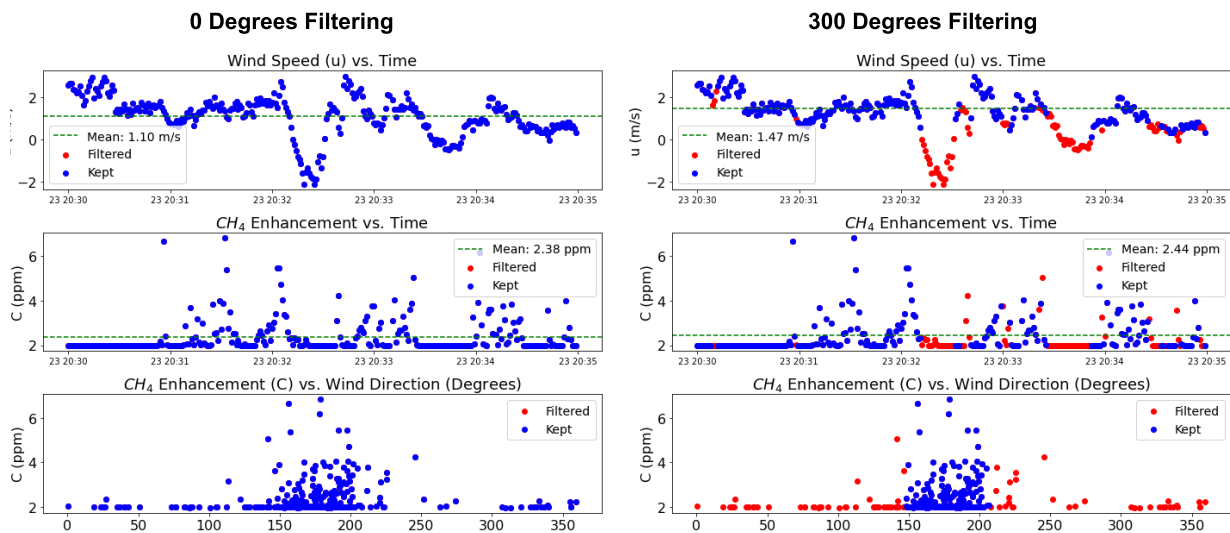 0 Degrees Filtering
Wind Speed (u) vs. Time
2
0
−2
Mean: 1.10 m/s
Filtered
Kept
23 20:30
23 20:31
23 20:32
23 20:33
23 20:34
23 20:35
CH4 Enhancement vs. Time
C (ppm)
6
4
2
Mean: 2.38 ppm
Filtered
Kept
23 20:30
23 20:31
23 20:32
23 20:33
23 20:34
23 20:35
CH4 Enhancement (C) vs. Wind Direction (Degrees)
C (ppm)
6
4
2
Filtered
Kept
0
50
100
150
200
250
300
350
300 Degrees Filtering
Wind Speed (u) vs. Time
u (m/s)
2
0
−2
Mean: 1.47 m/s
Filtered
Kept
23 20:30
23 20:31
23 20:32
23 20:33
23 20:34
23 20:35
CH4 Enhancement vs. Time
C (ppm)
6
4
2
Mean: 2.44 ppm
Filtered
Kept
23 20:30
23 20:31
23 20:32
23 20:33
23 20:34
23 20:35
CH4 Enhancement (C) vs. Wind Direction (Degrees)
C (ppm)
6
4
2
Filtered
Kept
0
50
100
150
200
250
300
350